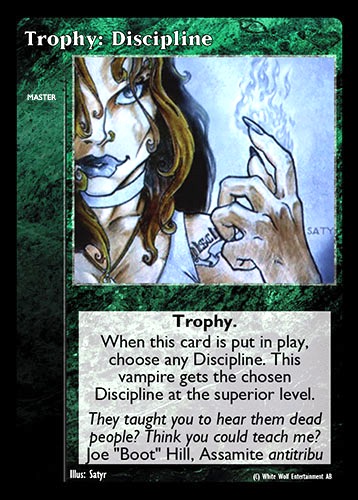 Trophy: Discipline
MASTER
SATY
Trophy.
When this card is put in play,
choose any Discipline. This
vampire gets the chosen
Discipline at the superior level.
They taught you to hear them dead
people? Think you could teach me?
Joe "Boot" Hill, Assamite antitribu
Illus: Satyr
(C) White Wolf Entertainment AB